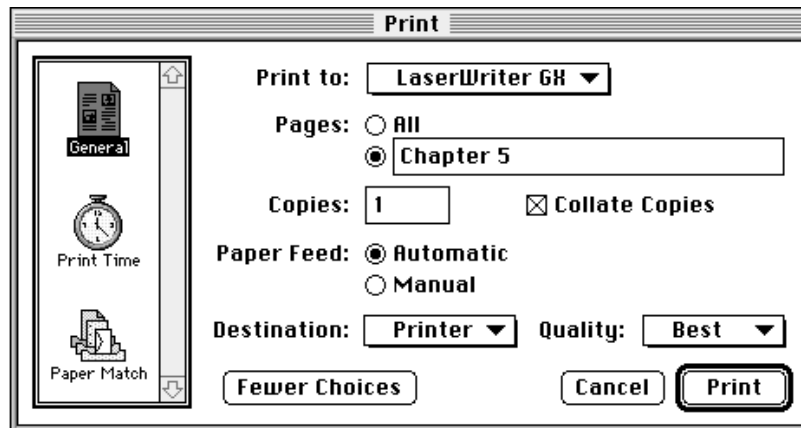 Print
General
Print Time
Paper Match
Print to: LaserWriter GX
Pages: All
Chapter 5
Copies: 1 Collate Copies
Paper Feed: Automatic
Manual
Destination: Printer Quality: Best
Fewer Choices Cancel Print